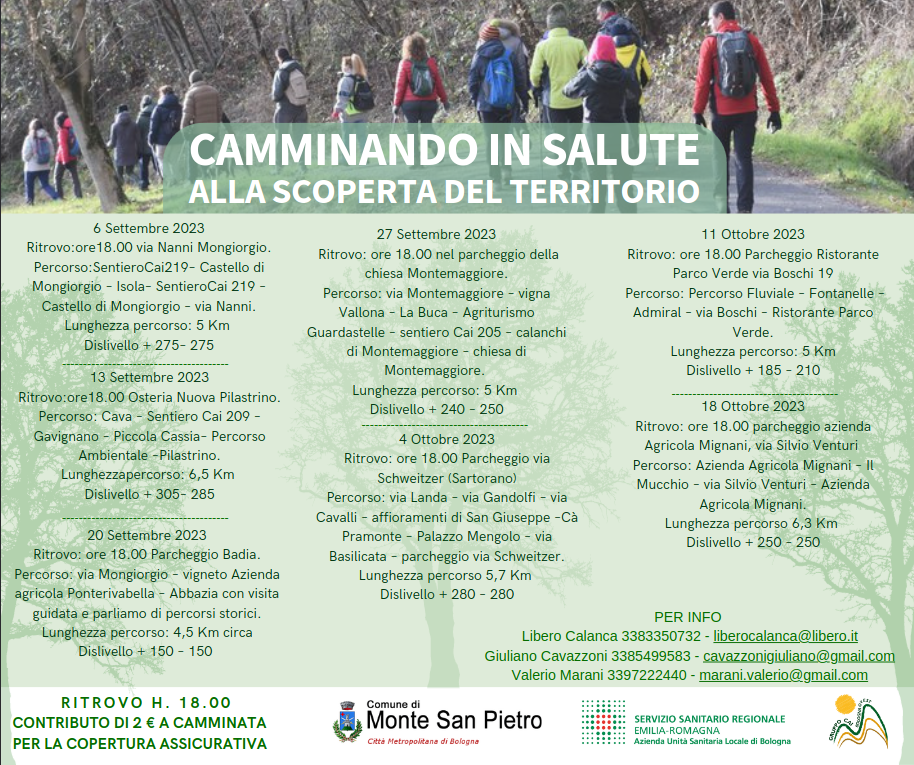 CAMMINANDO IN SALUTE
ALLA SCOPERTA DEL TERRITORIO
6 Settembre 2023
Ritrovo:ore18.00 via Nanni Mongiorgio.
Percorso:SentieroCai219– Castello di
Mongiorgio – Isola– SentieroCai 219 –
Castello di Mongiorgio – via Nanni.
Lunghezza percorso: 5 Km
Dislivello + 275– 275
----------------------------------------
13 Settembre 2023
Ritrovo:ore18.00 Osteria Nuova Pilastrino.
Percorso: Cava – Sentiero Cai 209 –
Gavignano – Piccola Cassia– Percorso
Ambientale –Pilastrino.
Lunghezzapercorso: 6,5 Km
Dislivello + 305– 285
----------------------------------------
20 Settembre 2023
Ritrovo: ore 18.00 Parcheggio Badia.
Percorso: via Mongiorgio – vigneto Azienda
agricola Ponterivabella – Abbazia con visita
guidata e parliamo di percorsi storici.
Lunghezza percorso: 4,5 Km circa
Dislivello + 150 – 150
27 Settembre 2023
Ritrovo: ore 18.00 nel parcheggio della
chiesa Montemaggiore.
Percorso: via Montemaggiore – vigna
Vallona – La Buca – Agriturismo
Guardastelle – sentiero Cai 205 – calanchi
di Montemaggiore – chiesa di
Montemaggiore.
Lunghezza percorso: 5 Km
Dislivello + 240 – 250
----------------------------------------
4 Ottobre 2023
Ritrovo: ore 18.00 Parcheggio via
Schweitzer (Sartorano)
Percorso: via Landa – via Gandolfi – via
Cavalli – affioramenti di San Giuseppe –Cà
Pramonte – Palazzo Mengolo – via
Basilicata – parcheggio via Schweitzer.
Lunghezza percorso 5,7 Km
Dislivello + 280 – 280
11 Ottobre 2023
Ritrovo: ore 18.00 Parcheggio Ristorante
Parco Verde via Boschi 19
Percorso: Percorso Fluviale – Fontanelle –
Admiral – via Boschi – Ristorante Parco
Verde.
Lunghezza percorso: 5 Km
Dislivello + 185 – 210
----------------------------------------
18 Ottobre 2023
Ritrovo: ore 18.00 parcheggio azienda
Agricola Mignani, via Silvio Venturi
Percorso: Azienda Agricola Mignani – Il
Mucchio – via Silvio Venturi – Azienda
Agricola Mignani.
Lunghezza percorso 6,3 Km
Dislivello + 250 – 250
PER INFO
Libero Calanca 3383350732 - liberocalanca@libero.it
Giuliano Cavazzoni 3385499583 - cavazzonigiuliano@gmail.com
Valerio Marani 3397222440 - marani.valerio@gmail.com
RITROVO H. 18.00
CONTRIBUTO DI 2 € A CAMMINATA
PER LA COPERTURA ASSICURATIVA
Comune di
Monte San Pietro
Città Metropolitana di Bologna
SERVIZIO SANITARIO REGIONALE
EMILIA-ROMAGNA
Azienda Unità Sanitaria Locale di Bologna
GRUPPO CAI